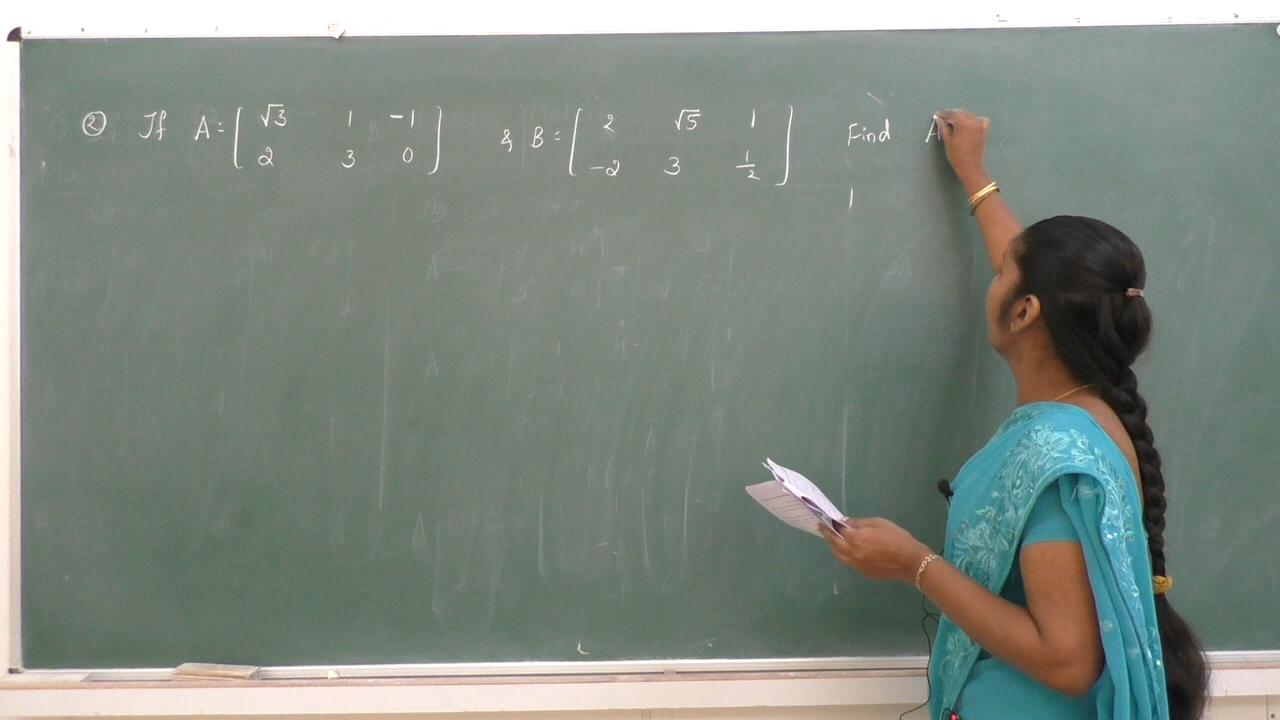 ② If A = [ √3 1 -1 & B = [ 2 √5 1 ] Find A
2 3 0 ] -2 3 1/2